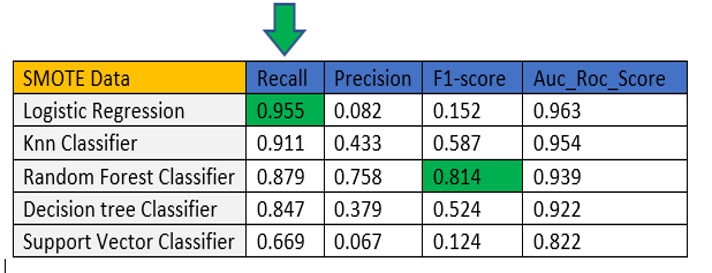 SMOTE Data Recall Precision F1-score Auc_Roc_Score
Logistic Regression 0.955 0.082 0.152 0.963
Knn Classifier 0.911 0.433 0.587 0.954
Random Forest Classifier 0.879 0.758 0.814 0.939
Decision tree Classifier 0.847 0.379 0.524 0.922
Support Vector Classifier 0.669 0.067 0.124 0.822